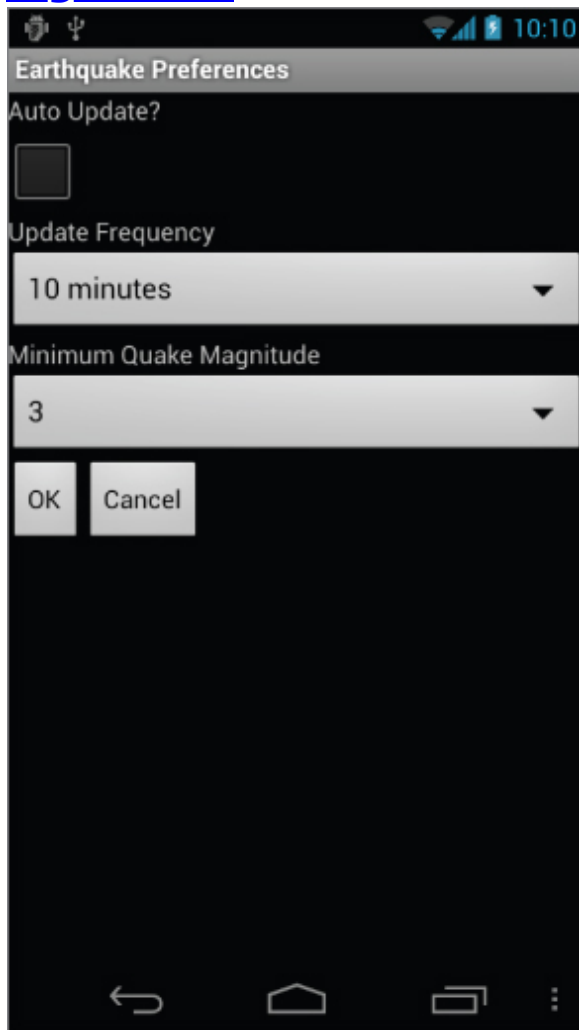 10:10
Earthquake Preferences
Auto Update?
Update Frequency
10 minutes
Minimum Quake Magnitude
3
OK Cancel